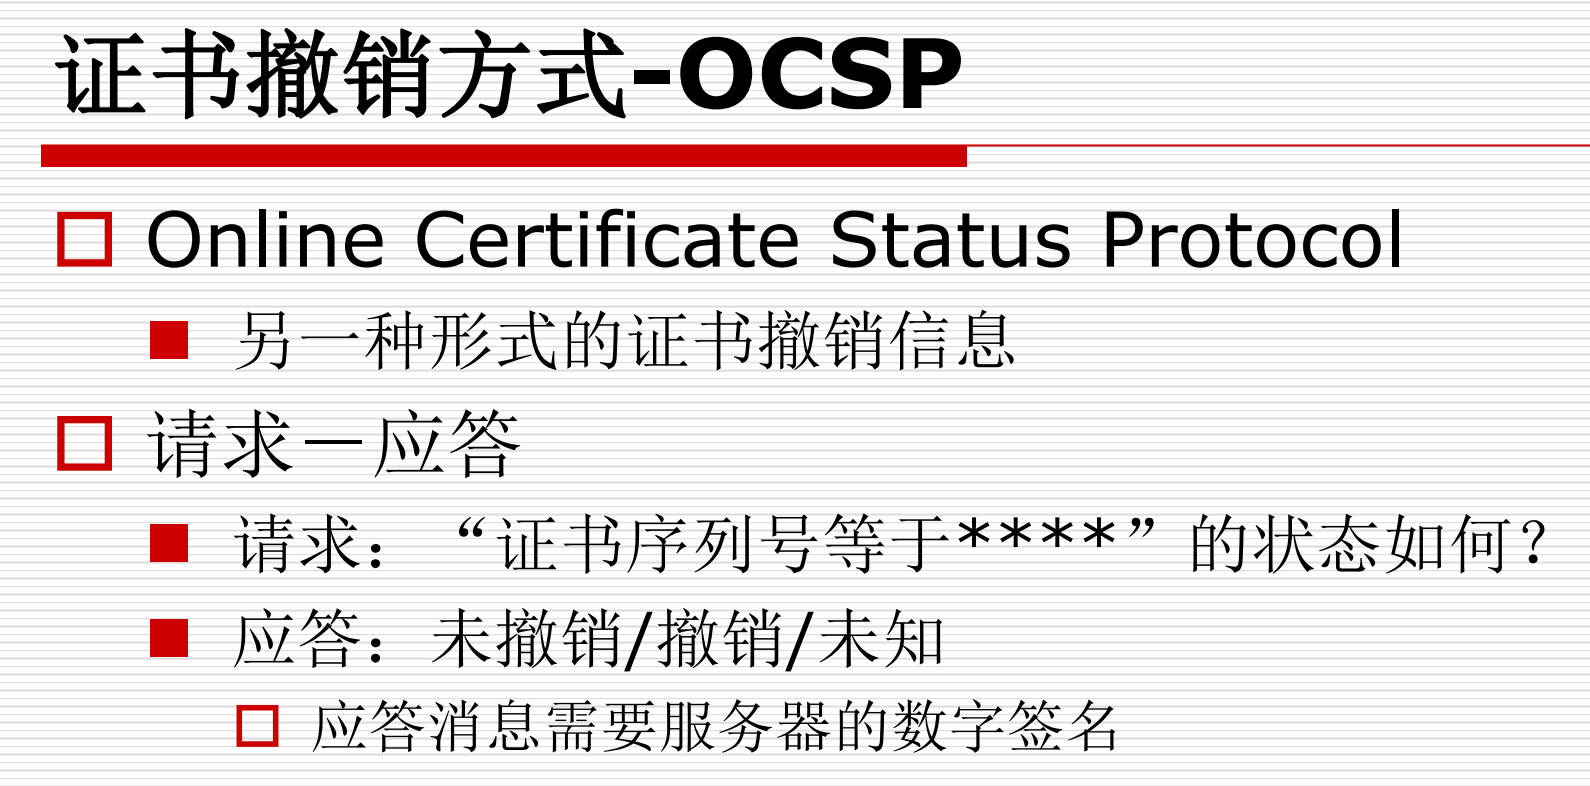 证书撤销方式-OCSP
Online Certificate Status Protocol
另一种形式的证书撤销信息
请求－应答
请求：“证书序列号等于****”的状态如何？
应答：未撤销/撤销/未知
应答消息需要服务器的数字签名